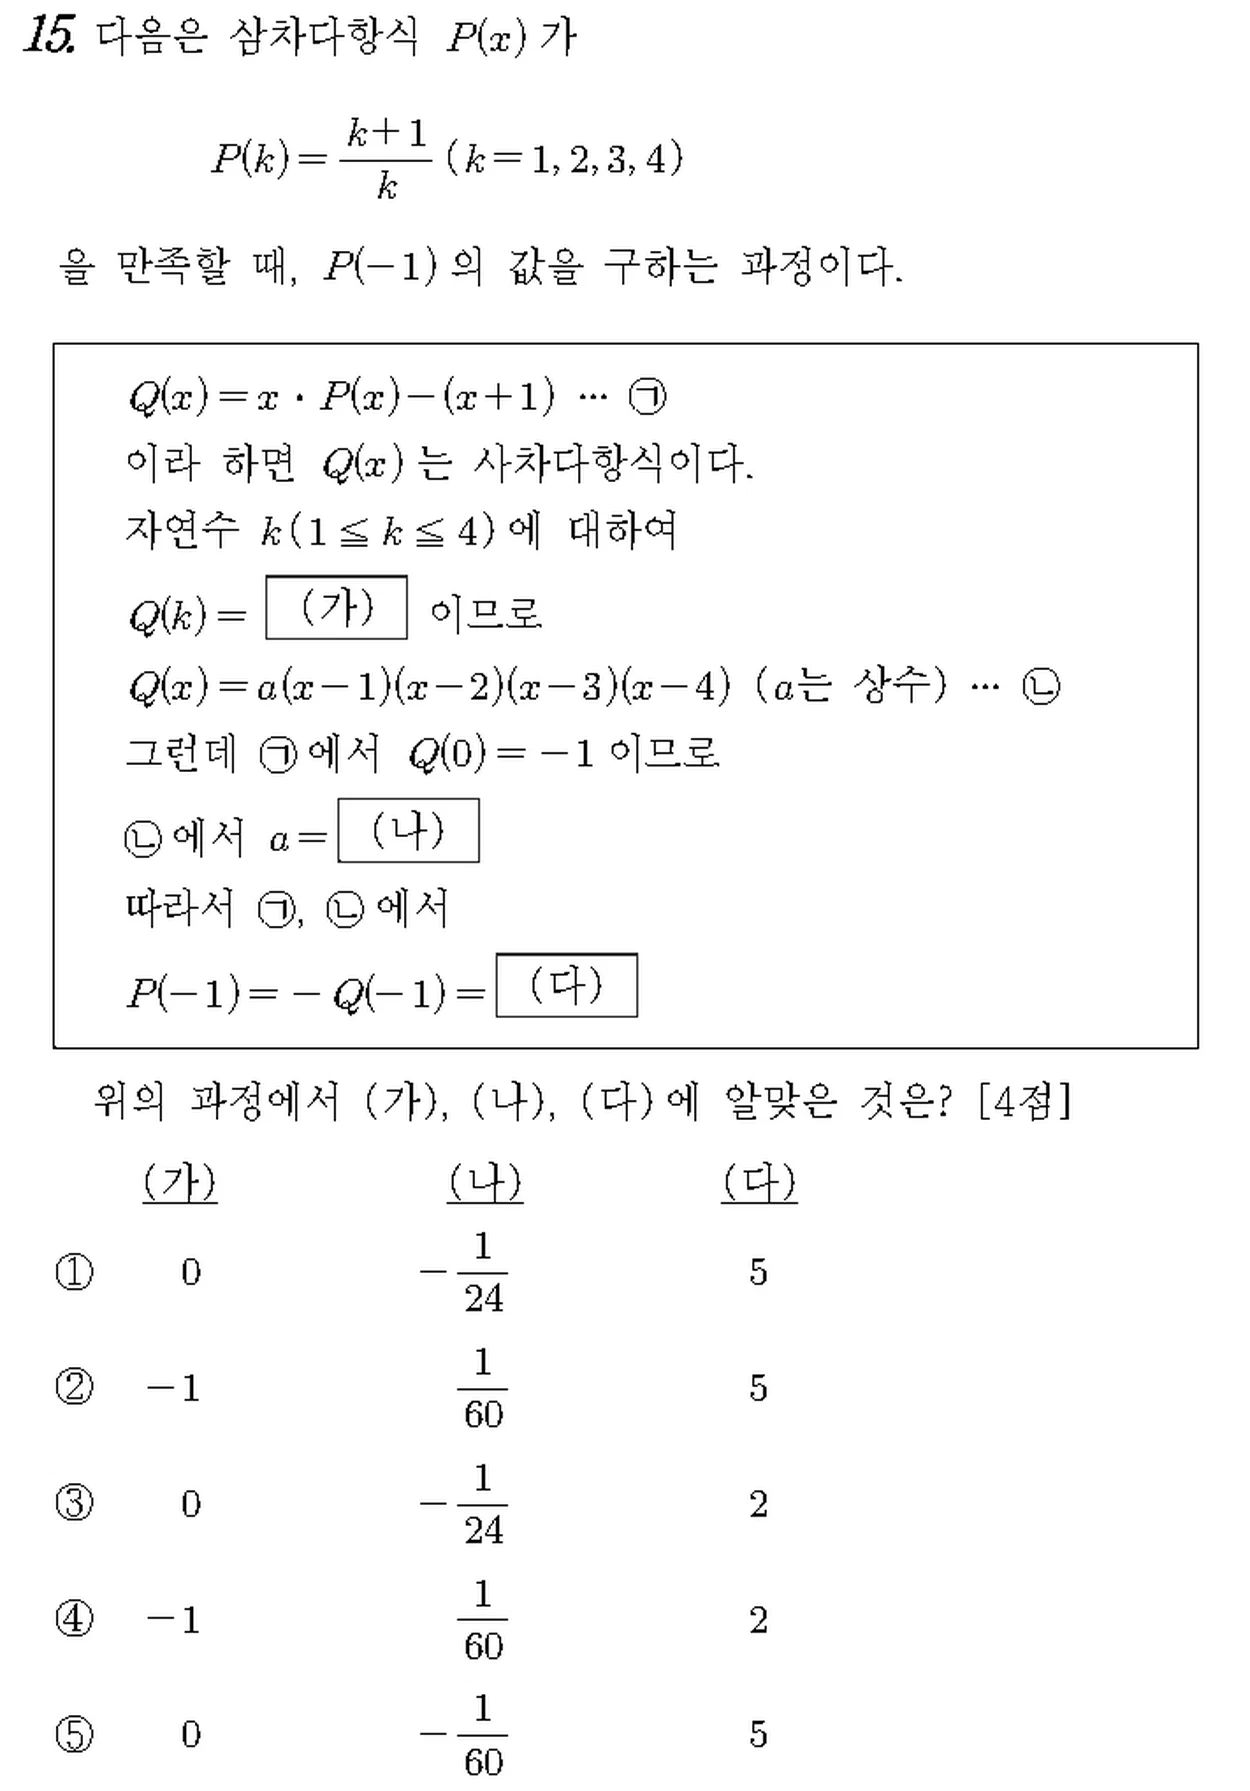 15. 다음은 삼차다항식 P(x)가
P(k) = \frac{k+1}{k} (k=1, 2, 3, 4)
을 만족할 때, P(-1)의 값을 구하는 과정이다.
Q(x) = x · P(x) - (x+1) ··· ㉠
이라 하면 Q(x)는 사차다항식이다.
자연수 k(1 ≦ k ≦ 4)에 대하여
Q(k) = (가) 이므로
Q(x) = a(x-1)(x-2)(x-3)(x-4) (a는 상수) ··· ㉡
그런데 ㉠에서 Q(0) = -1 이므로
㉡에서 a = (나)
따라서 ㉠, ㉡에서
P(-1) = -Q(-1) = (다)
위의 과정에서 (가), (나), (다)에 알맞은 것은? [4점]
(가) (나) (다)
① 0 -\frac{1}{24} 5
② -1 \frac{1}{60} 5
③ 0 -\frac{1}{24} 2
④ -1 \frac{1}{60} 2
⑤ 0 -\frac{1}{60} 5